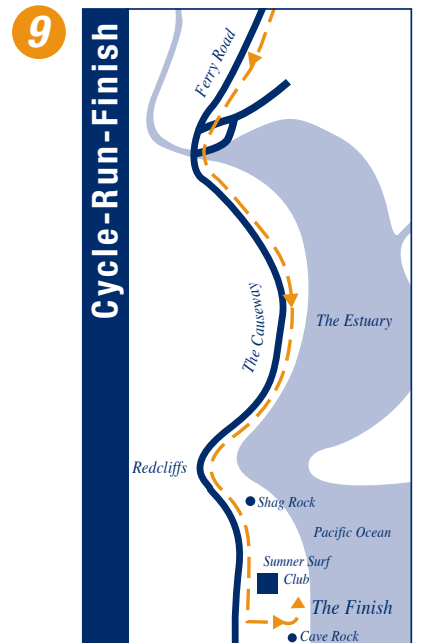 9
Cycle-Run-Finish
Ferry Road
The Causeway
The Estuary
Redcliffs
Shag Rock
Pacific Ocean
Sumner Surf
Club
The Finish
Cave Rock